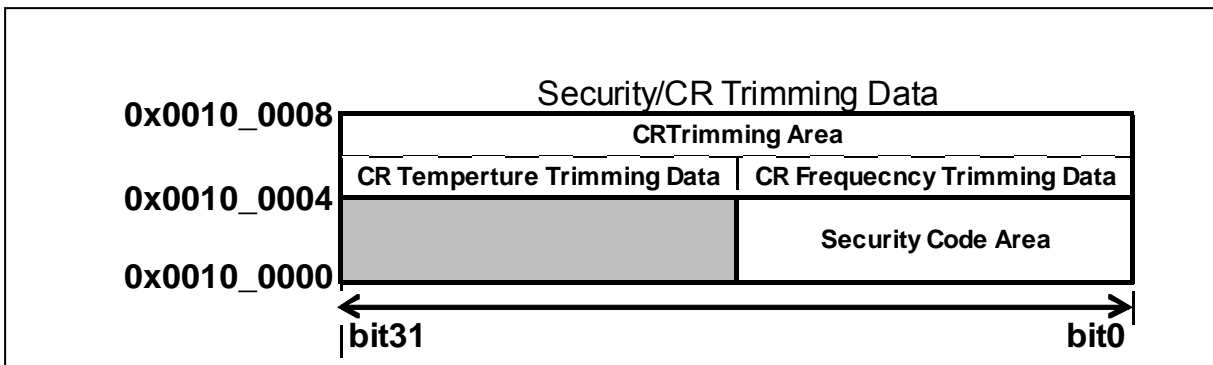 Security/CR Trimming Data
0x0010_0008
CRTrimming Area
CR Temperture Trimming Data CR Frequecncy Trimming Data
0x0010_0004
Security Code Area
0x0010_0000
bit31 bit0